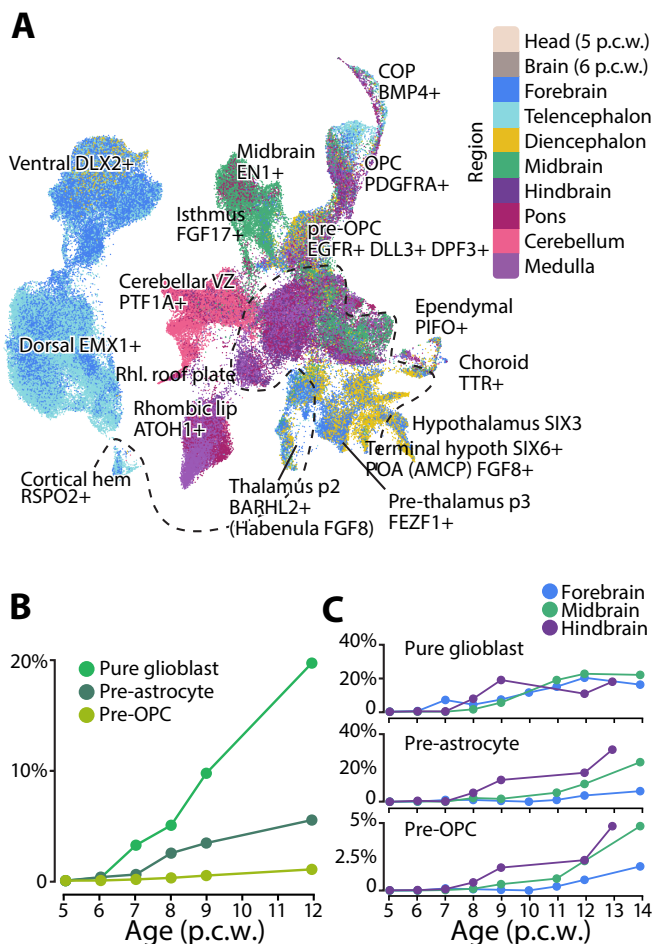 A
COP
BMP4+
Ventral DLX2+
Midbrain
EN1+
OPC
PDGFRA+
Isthmus
FGF17+
pre-OPC
EGFR+ DLL3+ DPF3+
Cerebellar VZ
PTF1A+
Ependymal
PIFO+
Dorsal EMX1+
Rhl. roof plate
Choroid
TTR+
Rhombic lip
ATOH1+
Hypothalamus SIX3
Terminal hypoth SIX6+
POA (AMCP) FGF8+
Cortical hem
RSPO2+
Thalamus p2
BARHL2+
(Habenula FGF8)
Pre-thalamus p3
FEZF1+
Region
Head (5 p.c.w.)
Brain (6 p.c.w.)
Forebrain
Telencephalon
Diencephalon
Midbrain
Hindbrain
Pons
Cerebellum
Medulla
B
20%
10%
0
Pure glioblast
Pre-astrocyte
Pre-OPC
5 6 7 8 9 10 11 12
Age (p.c.w.)
C
Forebrain
Midbrain
Hindbrain
Pure glioblast
40%
20%
0
Pre-astrocyte
40%
20%
0
Pre-OPC
5%
2.5%
0
5 6 7 8 9 10 11 12 13 14
Age (p.c.w.)